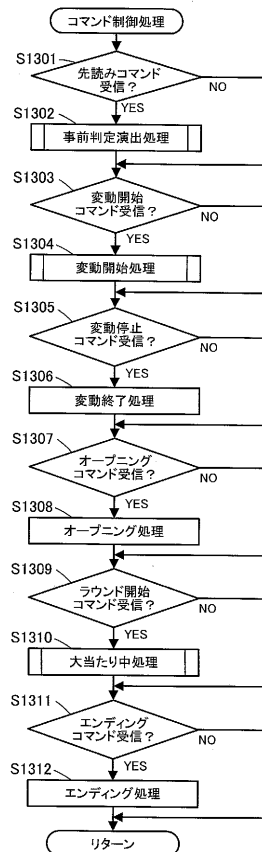 コマンド制御処理
S1301
先読みコマンド
受信？
NO
YES
S1302
事前判定演出処理
S1303
変動開始
コマンド受信？
NO
YES
S1304
変動開始処理
S1305
変動停止
コマンド受信？
NO
YES
S1306
変動終了処理
S1307
オープニング
コマンド受信？
NO
YES
S1308
オープニング処理
S1309
ラウンド開始
コマンド受信？
NO
YES
S1310
大当たり中処理
S1311
エンディング
コマンド受信？
NO
YES
S1312
エンディング処理
リターン